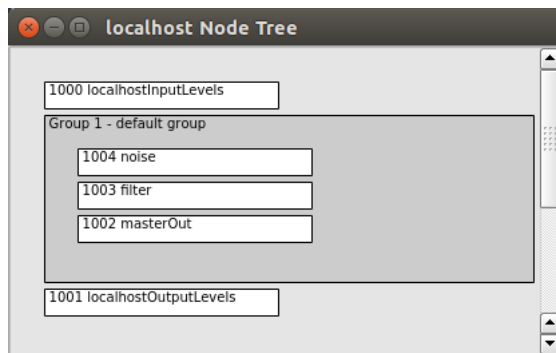 localhost Node Tree
1000 localhostInputLevels
Group 1 - default group
1004 noise
1003 filter
1002 masterOut
1001 localhostOutputLevels